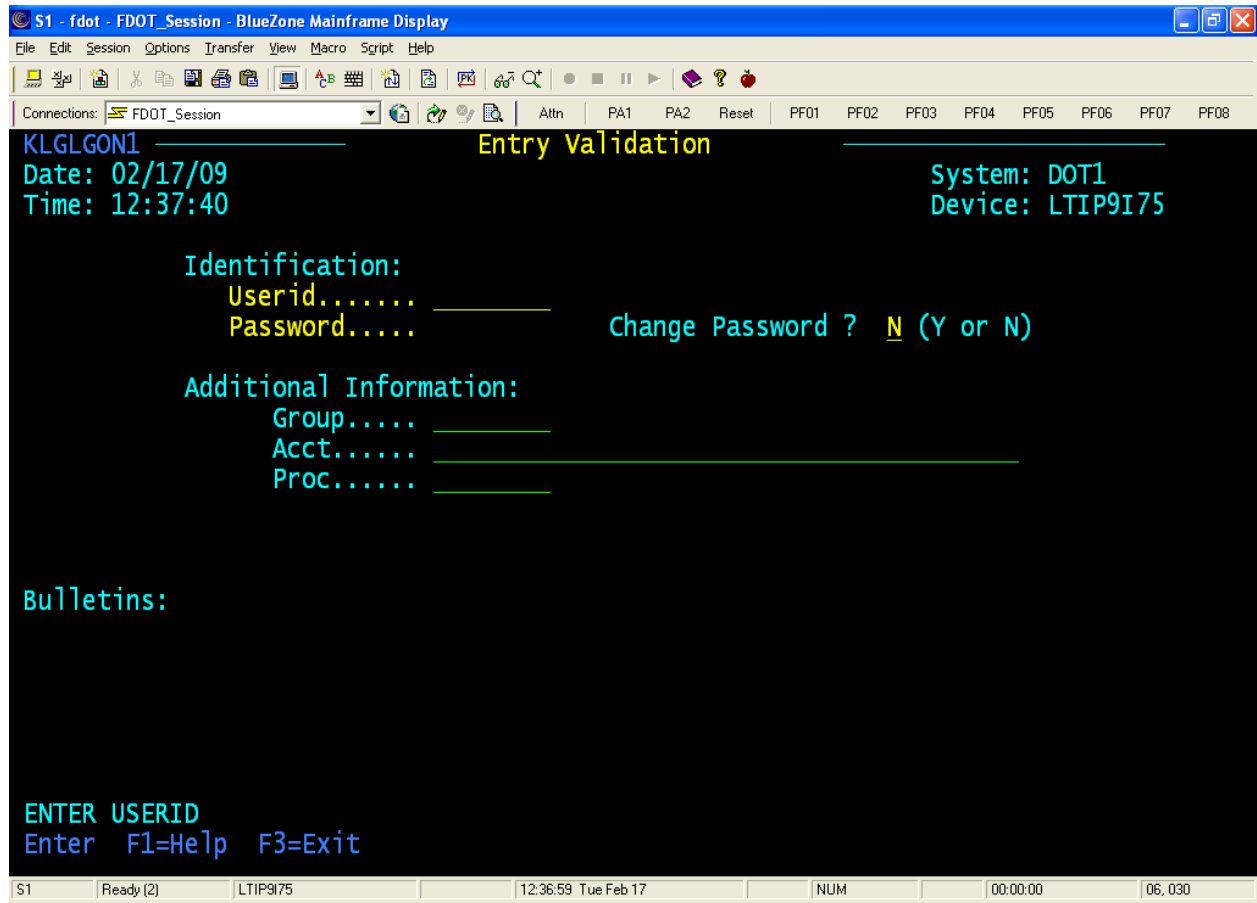 S1 - fdot - FDOT_Session - BlueZone Mainframe Display
File Edit Session Options Transfer View Macro Script Help
Connections: FDOT_Session Attn PA1 PA2 Reset PF01 PF02 PF03 PF04 PF05 PF06 PF07 PF08
KLGLGON1 Entry Validation
Date: 02/17/09 System: DOT1
Time: 12:37:40 Device: LTIP9I75
Identification:
Userid....... ________
Password..... Change Password ? N (Y or N)
Additional Information:
Group..... ________
Acct...... ________________________________________
Proc...... ________
Bulletins:
ENTER USERID
Enter F1=Help F3=Exit
S1 Ready (2) LTIP9I75 12:36:59 Tue Feb 17 NUM 00:00:00 06, 030